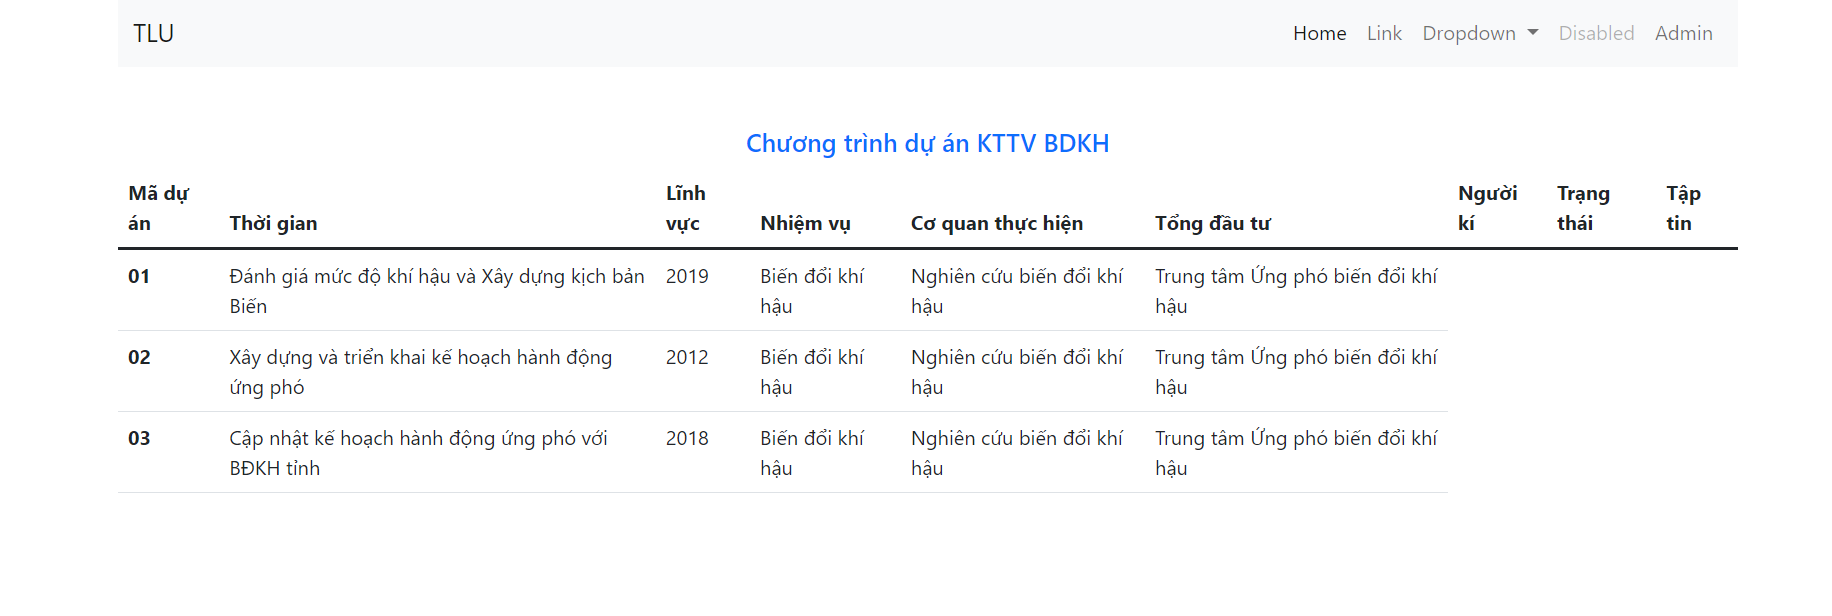 TLU Home Link Dropdown Disabled Admin
Chương trình dự án KTTV BDKH
Mã dự án Thời gian Lĩnh vực Nhiệm vụ Cơ quan thực hiện Tổng đầu tư Người kí Trạng thái Tập tin
01 Đánh giá mức độ khí hậu và Xây dựng kịch bản Biến 2019 Biến đổi khí hậu Nghiên cứu biến đổi khí hậu Trung tâm Ứng phó biến đổi khí hậu
02 Xây dựng và triển khai kế hoạch hành động ứng phó 2012 Biến đổi khí hậu Nghiên cứu biến đổi khí hậu Trung tâm Ứng phó biến đổi khí hậu
03 Cập nhật kế hoạch hành động ứng phó với BĐKH tỉnh 2018 Biến đổi khí hậu Nghiên cứu biến đổi khí hậu Trung tâm Ứng phó biến đổi khí hậu